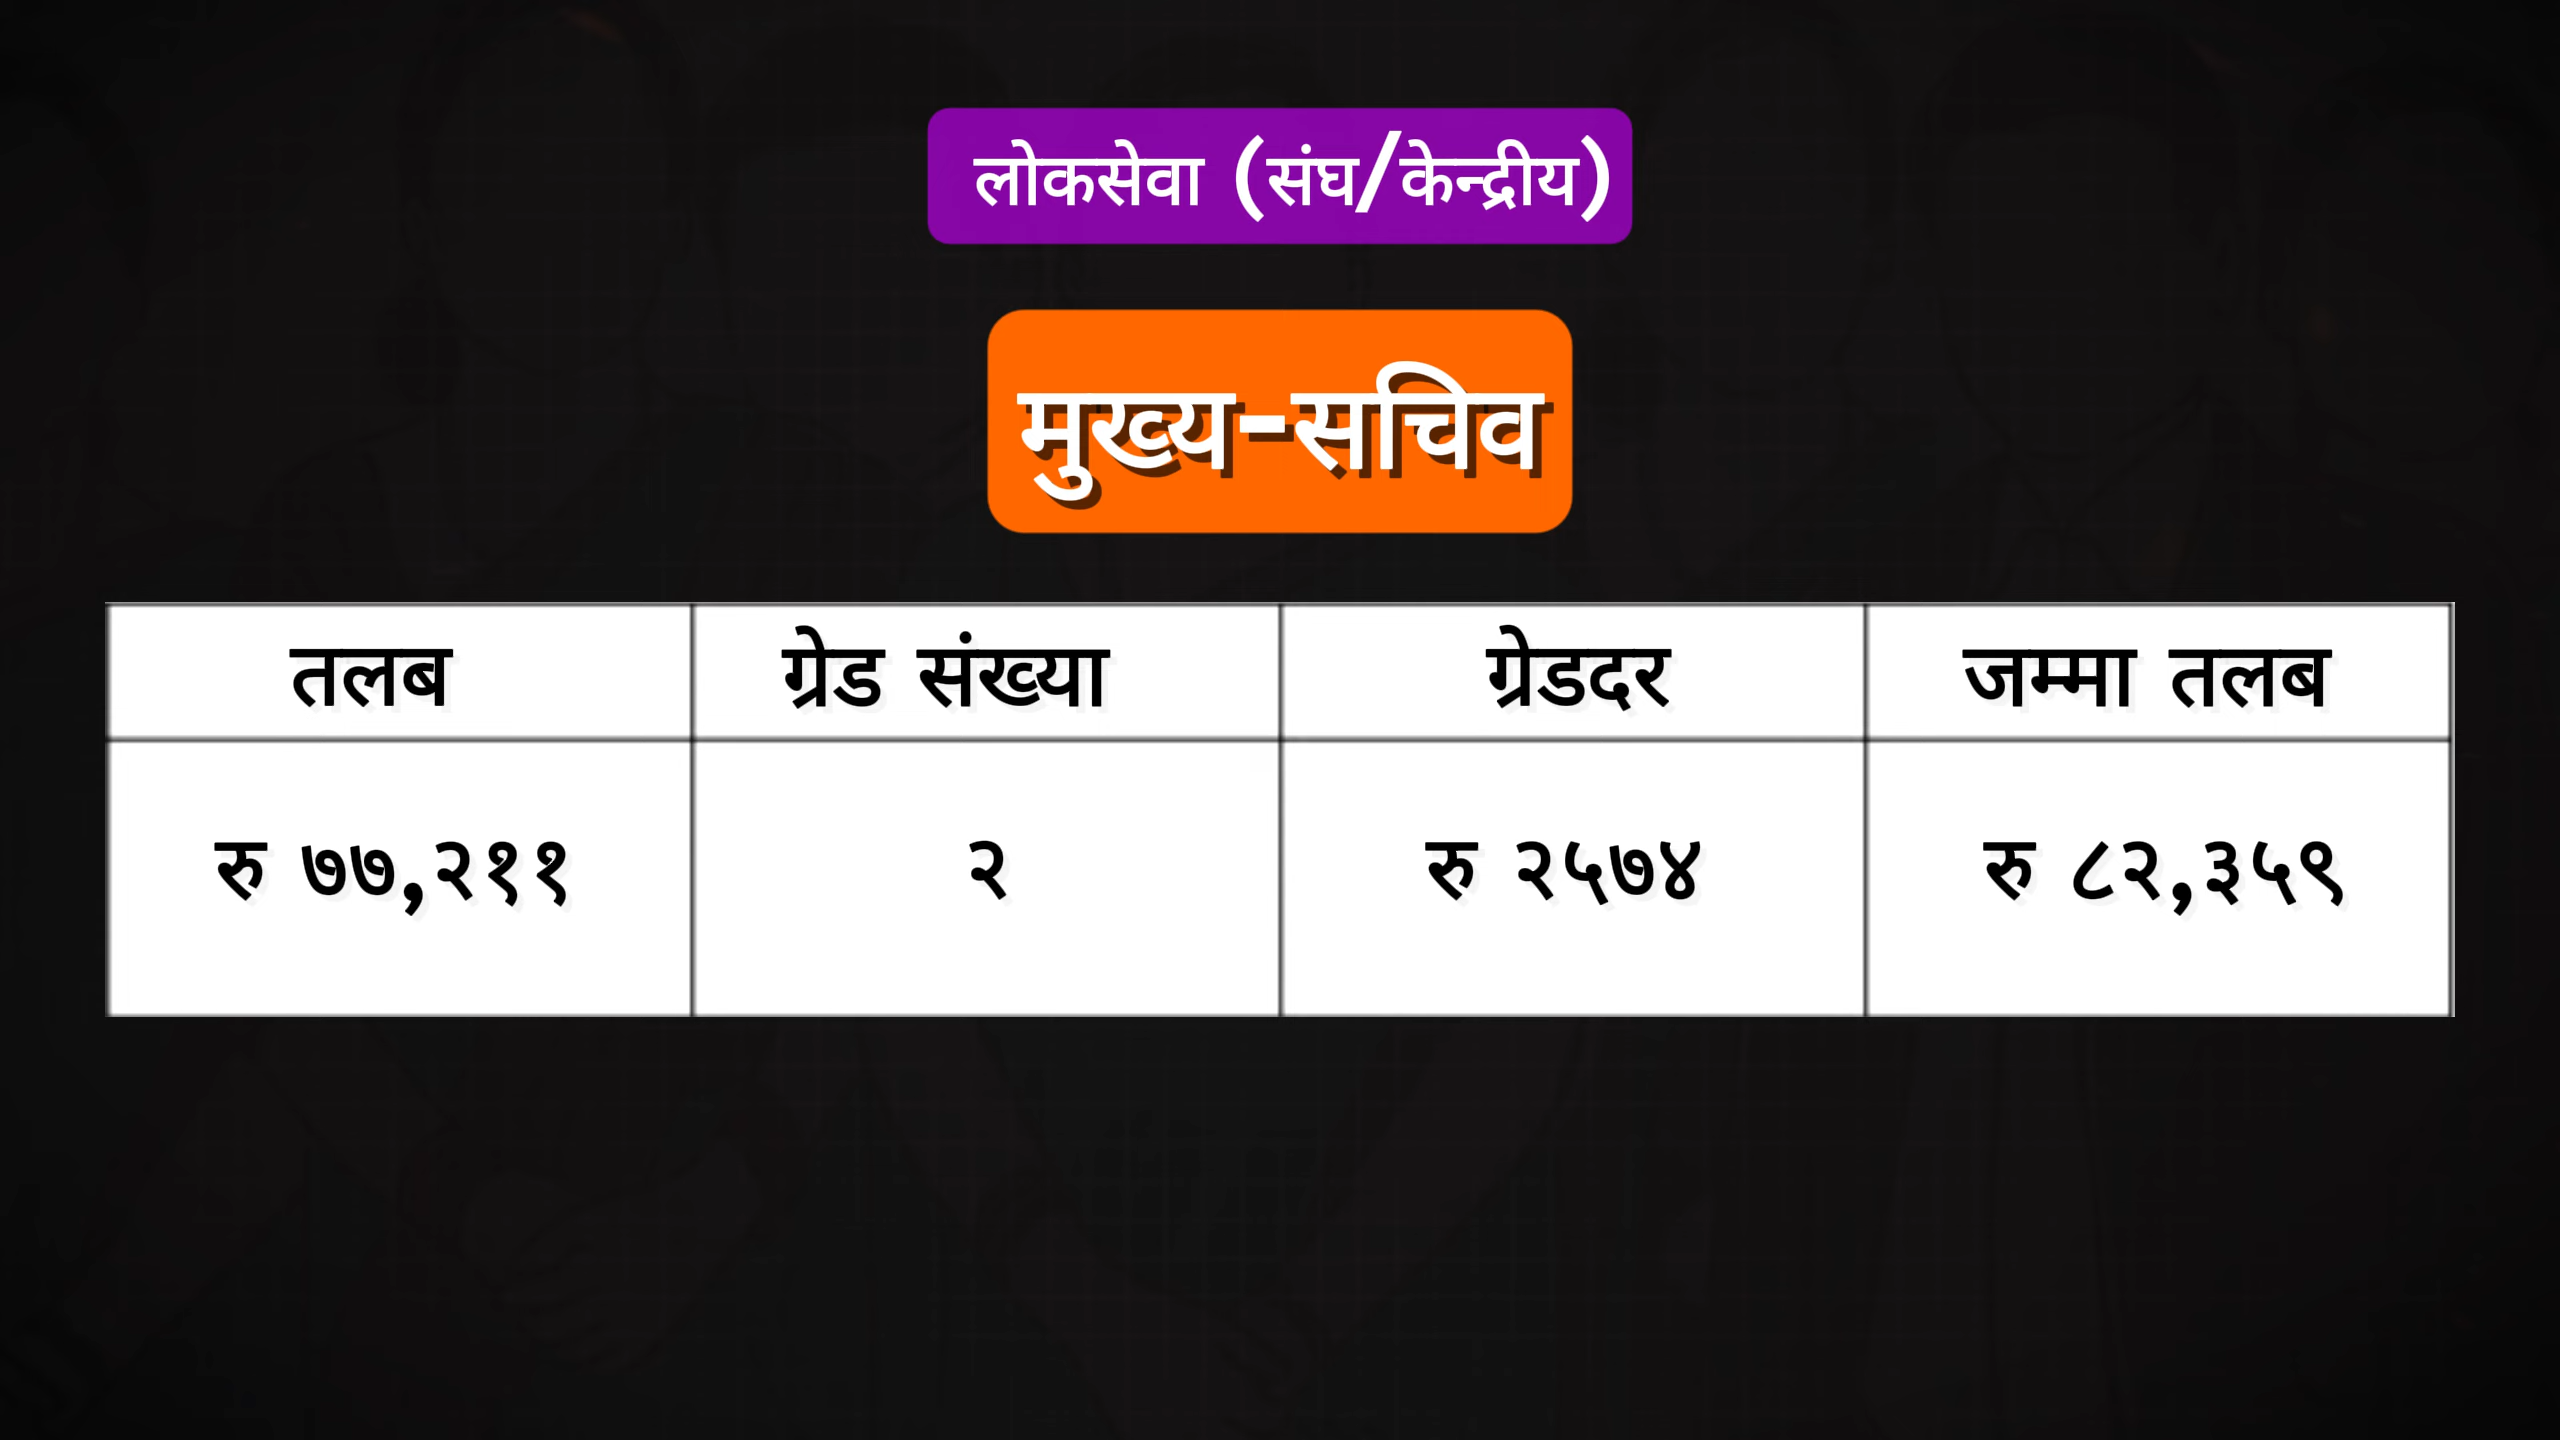 लोकसेवा (संघ/केन्द्रीय)
मुख्य-सचिव
तलब ग्रेड संख्या ग्रेडदर जम्मा तलब
रु ७७,२११ २ रु २५७४ रु ८२,३५९